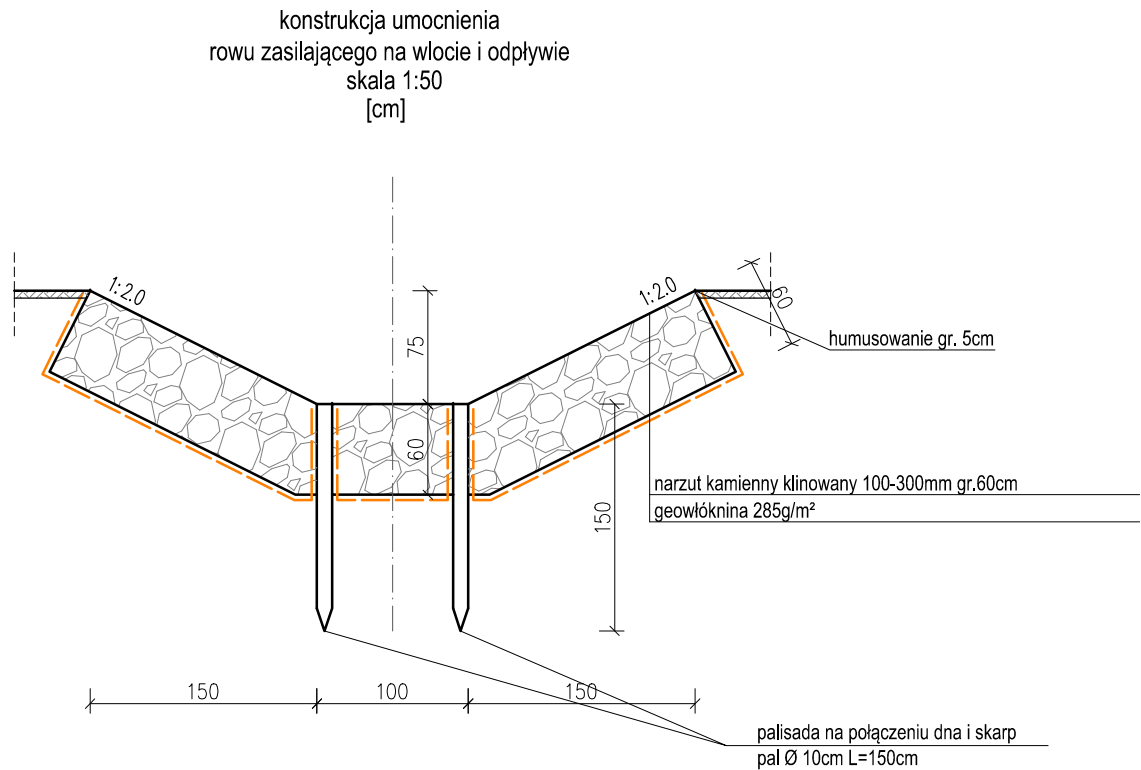 konstrukcja umocnienia
rowu zasilającego na wlocie i odpływie
skala 1:50
[cm]
1:2.0
1:2.0
60
75
humusowanie gr. 5cm
60
narzut kamienny klinowany 100-300mm gr.60cm
geowłóknina 285g/m²
150
150
100
150
palisada na połączeniu dna i skarp
pal Ø 10cm L=150cm